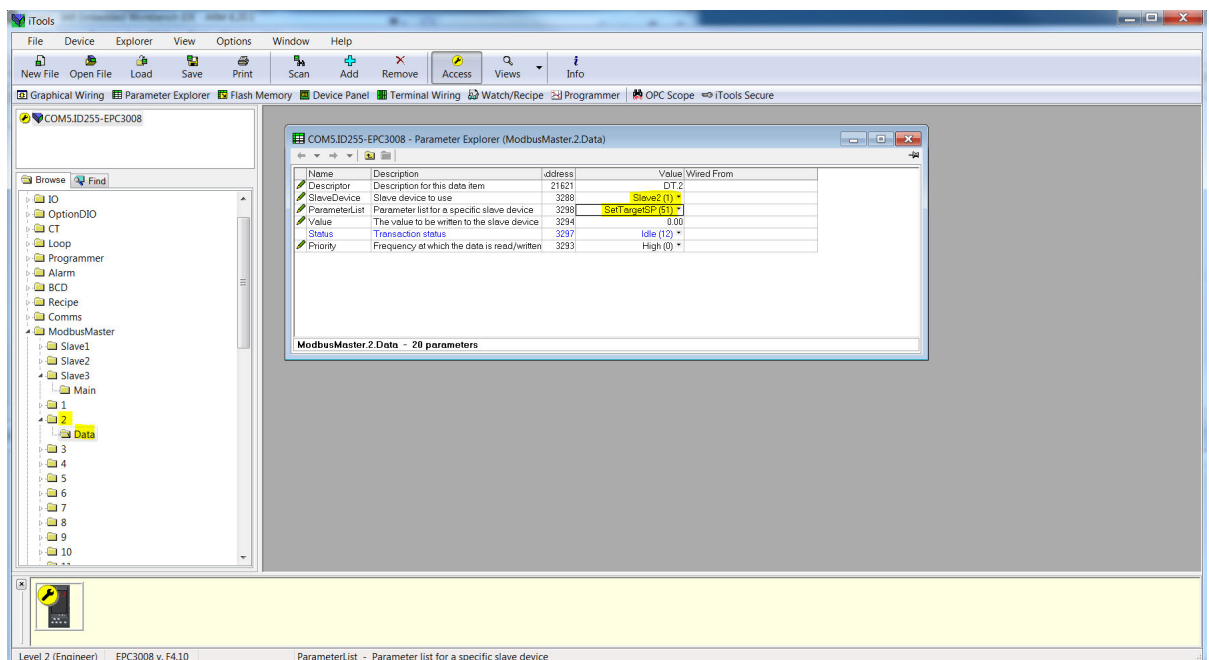 iTools
File Device Explorer View Options Window Help
New File Open File Load Save Print Scan Add Remove Access Views Info
Graphical Wiring Parameter Explorer Flash Memory Device Panel Terminal Wiring Watch/Recipe Programmer OPC Scope iTools Secure
COM5.ID255-EPC3008
Browse Find
IO
OptionDIO
CT
Loop
Programmer
Alarm
BCD
Recipe
Comms
ModbusMaster
Slave1
Slave2
Slave3
Main
1
2
Data
3
4
5
6
7
8
9
10
COM5.ID255-EPC3008 - Parameter Explorer (ModbusMaster.2.Data)
Name Description ddress Value Wired From
Descriptor Description for this data item 21621 DT.2
SlaveDevice Slave device to use 3288 Slave2 (1)
ParameterList Parameter list for a specific slave device 3298 SetTargetSP (51)
Value The value to be written to the slave device 3294 0.00
Status Transaction status 3297 Idle (12)
Priority Frequency at which the data is read/written 3293 High (0)
ModbusMaster.2.Data - 20 parameters
Level 2 (Engineer) EPC3008 v. F4.10 ParameterList - Parameter list for a specific slave device